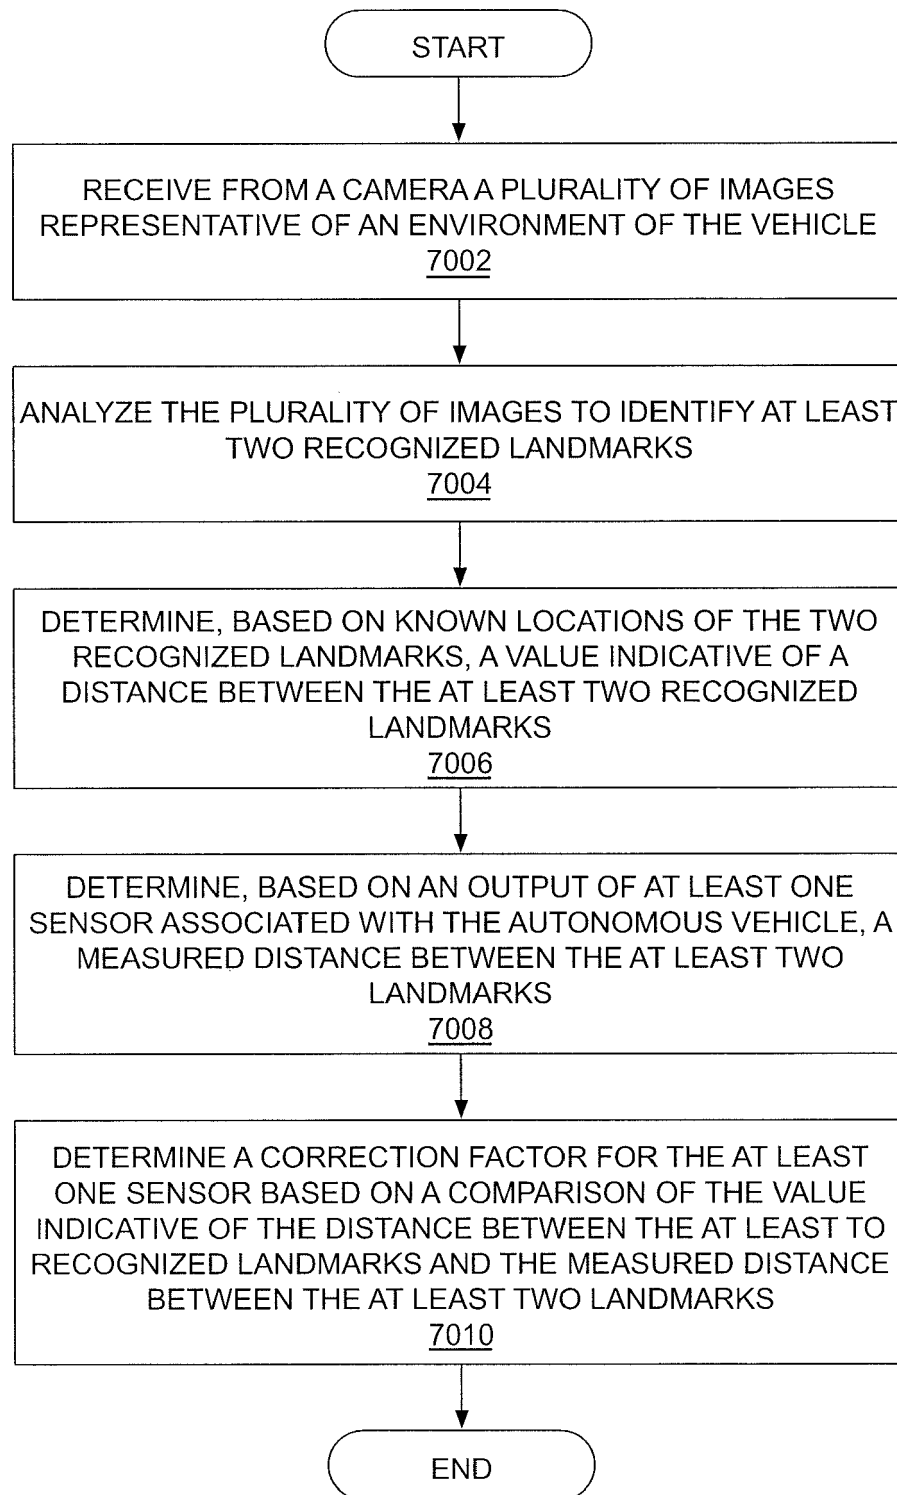 START
RECEIVE FROM A CAMERA A PLURALITY OF IMAGES
REPRESENTATIVE OF AN ENVIRONMENT OF THE VEHICLE
7002
ANALYZE THE PLURALITY OF IMAGES TO IDENTIFY AT LEAST
TWO RECOGNIZED LANDMARKS
7004
DETERMINE, BASED ON KNOWN LOCATIONS OF THE TWO
RECOGNIZED LANDMARKS, A VALUE INDICATIVE OF A
DISTANCE BETWEEN THE AT LEAST TWO RECOGNIZED
LANDMARKS
7006
DETERMINE, BASED ON AN OUTPUT OF AT LEAST ONE
SENSOR ASSOCIATED WITH THE AUTONOMOUS VEHICLE, A
MEASURED DISTANCE BETWEEN THE AT LEAST TWO
LANDMARKS
7008
DETERMINE A CORRECTION FACTOR FOR THE AT LEAST
ONE SENSOR BASED ON A COMPARISON OF THE VALUE
INDICATIVE OF THE DISTANCE BETWEEN THE AT LEAST TO
RECOGNIZED LANDMARKS AND THE MEASURED DISTANCE
BETWEEN THE AT LEAST TWO LANDMARKS
7010
END